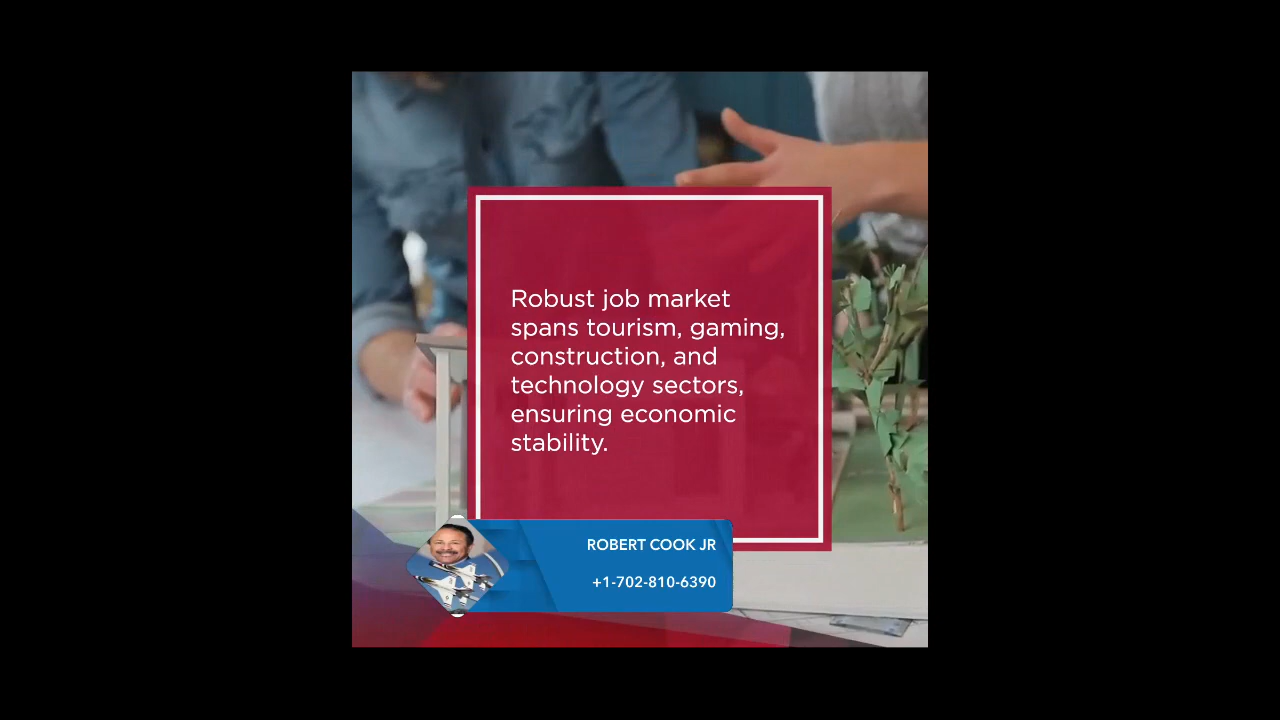 Robust job market
spans tourism, gaming,
construction, and
technology sectors,
ensuring economic
stability.
ROBERT COOK JR
+1-702-810-6390